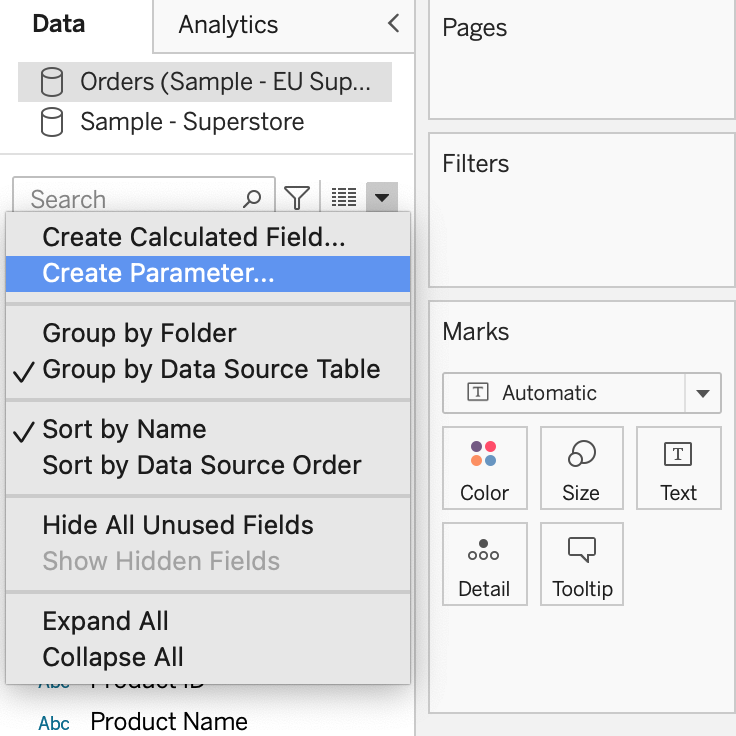 Data
Analytics
Orders (Sample - EU Sup...
Sample - Superstore
Search
Create Calculated Field...
Create Parameter...
Group by Folder
Group by Data Source Table
Sort by Name
Sort by Data Source Order
Hide All Unused Fields
Show Hidden Fields
Expand All
Collapse All
Abc Product ID
Abc Product Name
Pages
Filters
Marks
T Automatic
Color
Size
T
Text
Detail
Tooltip